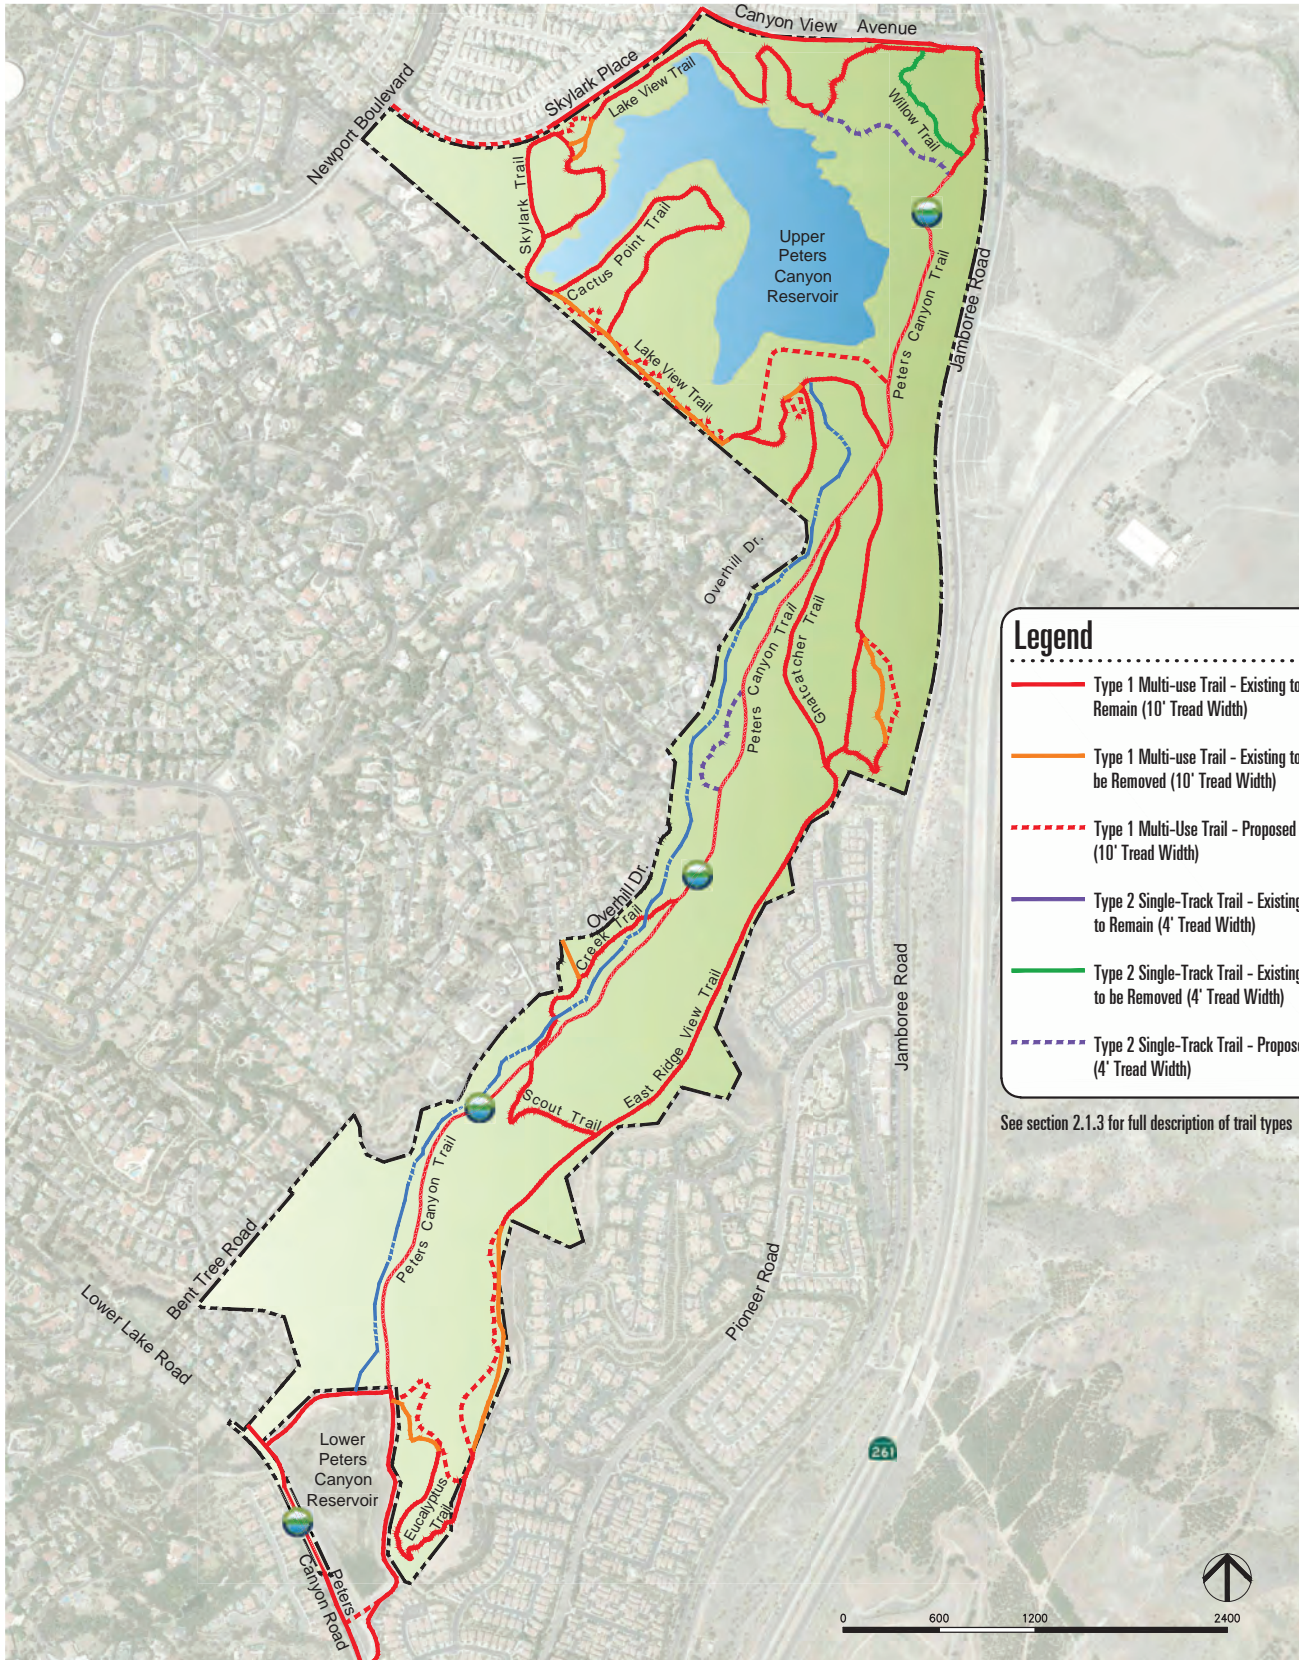 Canyon View Avenue
Skylark Place
Lake View Trail
Newport Boulevard
Willow Trail
Skylark Trail
Cactus Point Trail
Upper
Peters
Canyon
Reservoir
Peters Canyon Trail
Jamboree Road
Lake View Trail
Overhill Dr.
Peters Canyon Trail
Gnatcatcher Trail
Legend
Type 1 Multi-use Trail - Existing to
Remain (10' Tread Width)
Type 1 Multi-use Trail - Existing to
be Removed (10' Tread Width)
Type 1 Multi-Use Trail - Proposed
(10' Tread Width)
Type 2 Single-Track Trail - Existing
to Remain (4' Tread Width)
Type 2 Single-Track Trail - Existing
to be Removed (4' Tread Width)
Type 2 Single-Track Trail - Propose
(4' Tread Width)
See section 2.1.3 for full description of trail types
Overhill Dr.
Creek Trail
East Ridge View Trail
Jamboree Road
Scout Trail
Peters Canyon Trail
Bent Tree Road
Lower Lake Road
Pioneer Road
Lower
Peters
Canyon
Reservoir
Eucalyptus
Trail
261
Peters
Canyon Road
0 600 1200 2400